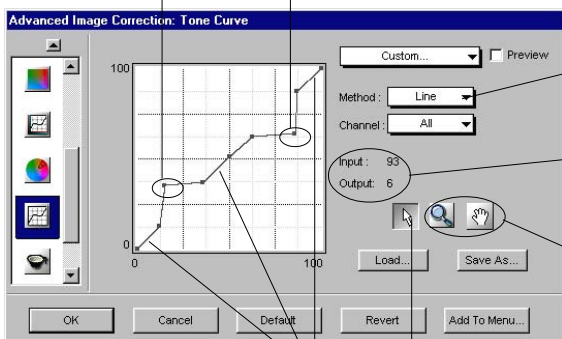 Advanced Image Correction: Tone Curve
Custom...
Preview
100
Method: Line
Channel: All
Input: 93
Output: 6
0
0 100
Load... Save As...
OK Cancel Default Revert Add To Menu...